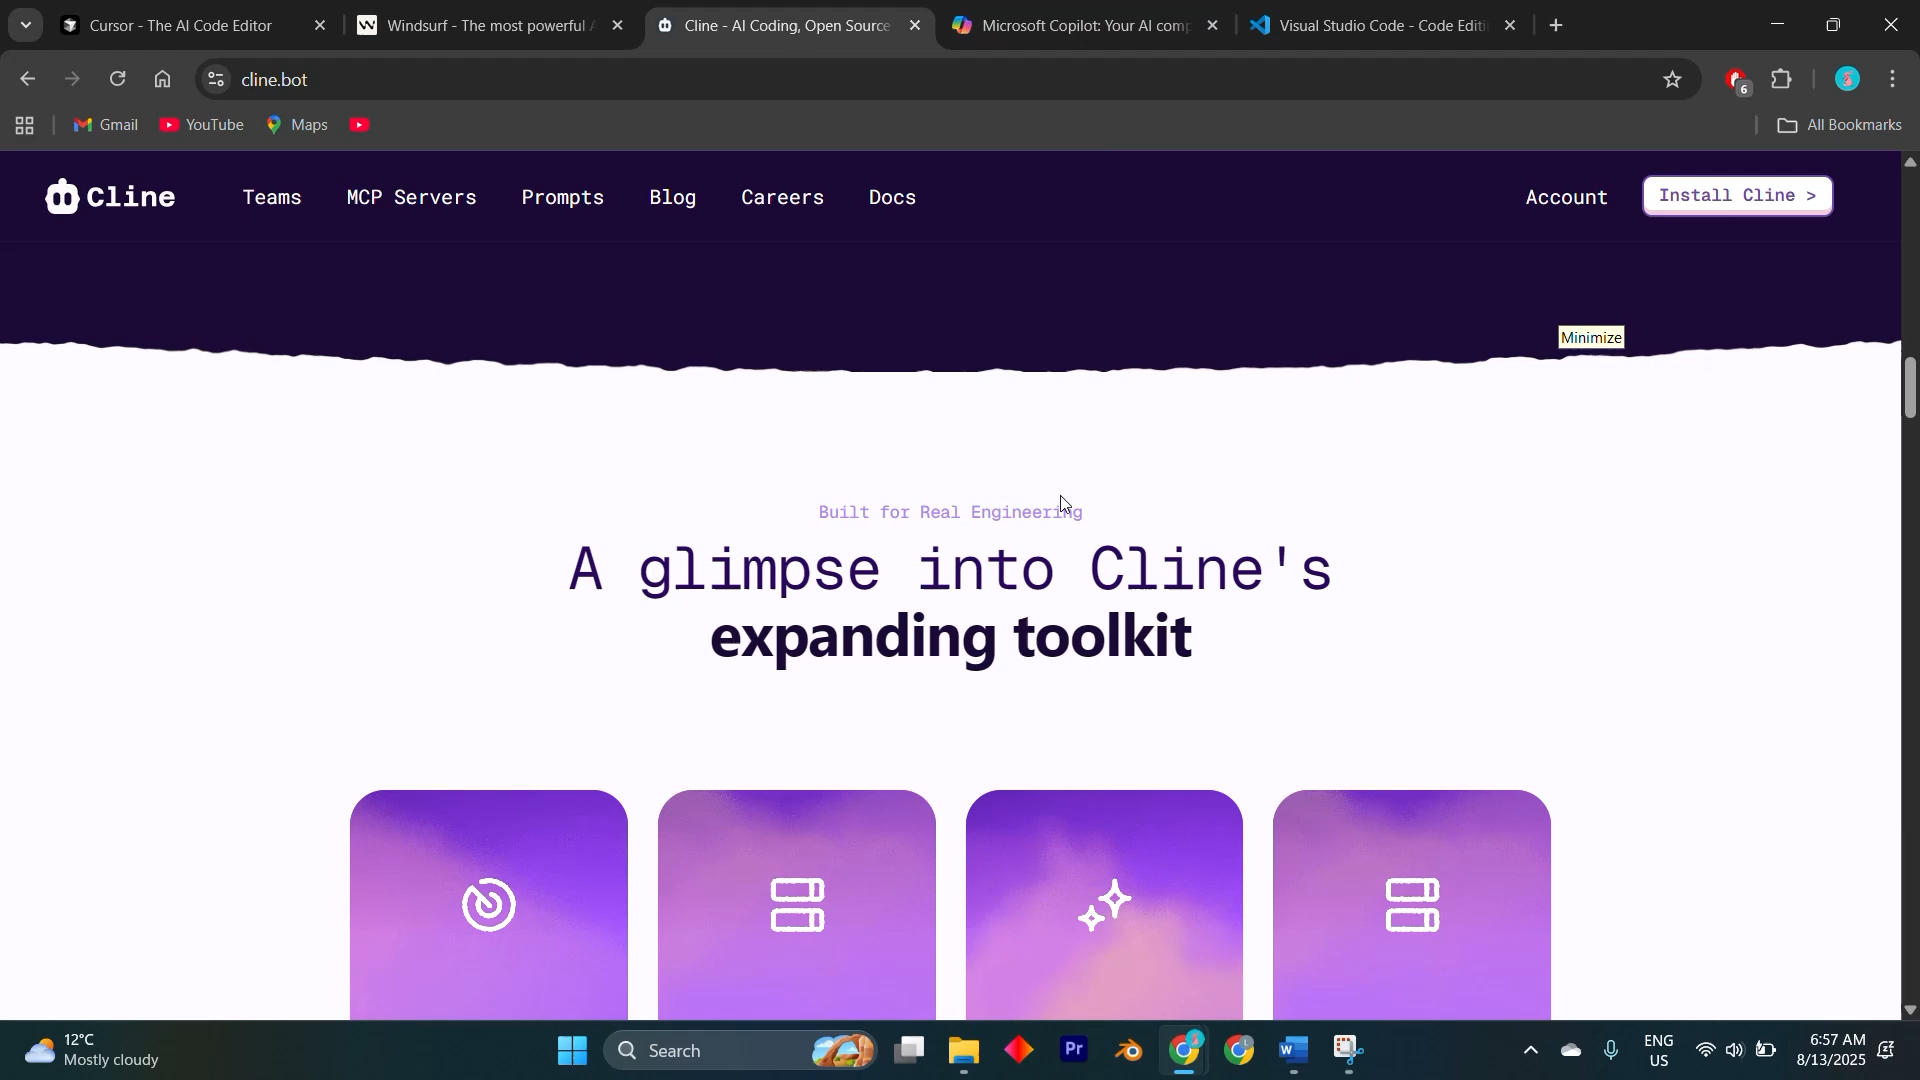 Cursor - The AI Code Editor
Windsurf - The most powerful A
Cline - AI Coding, Open Source
Microsoft Copilot: Your AI comp
Visual Studio Code - Code Editi
cline.bot
6
Gmail
YouTube
Maps
All Bookmarks
Cline
Teams
MCP Servers
Prompts
Blog
Careers
Docs
Account
Install Cline >
Minimize
Built for Real Engineering
A glimpse into Cline's
expanding toolkit
12°C
Mostly cloudy
Search
Pr
W
ENG
US
6:57 AM
8/13/2025